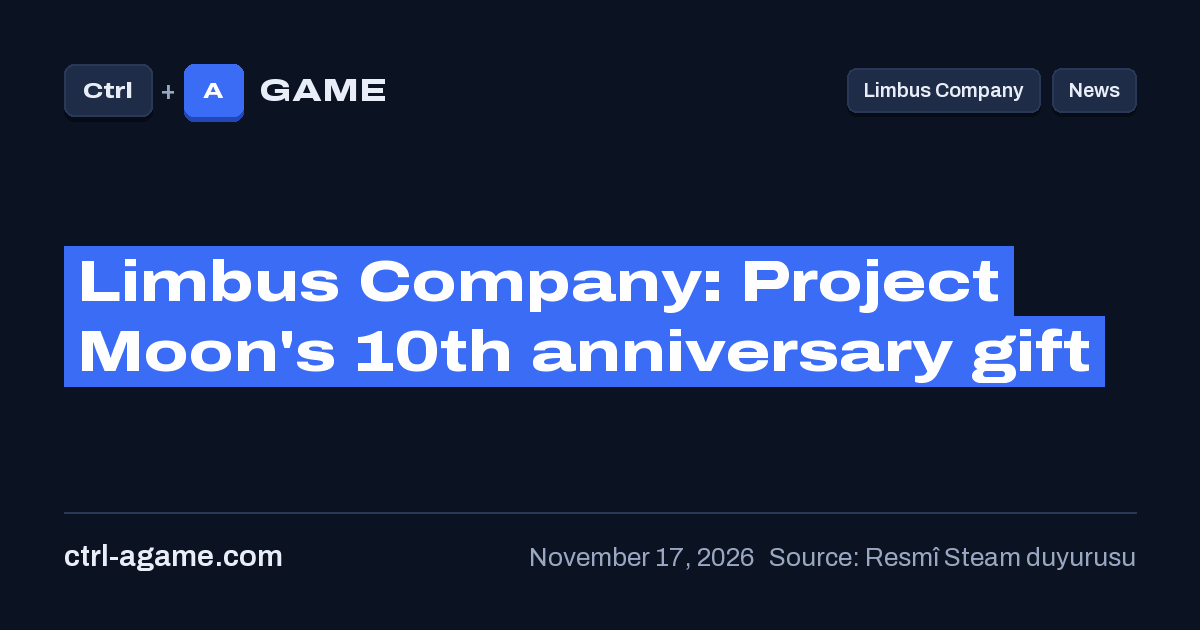 Ctrl + A GAME
Limbus Company News
Limbus Company: Project
Moon's 10th anniversary gift
ctrl-agame.com
November 17, 2026 Source: Resmî Steam duyurusu